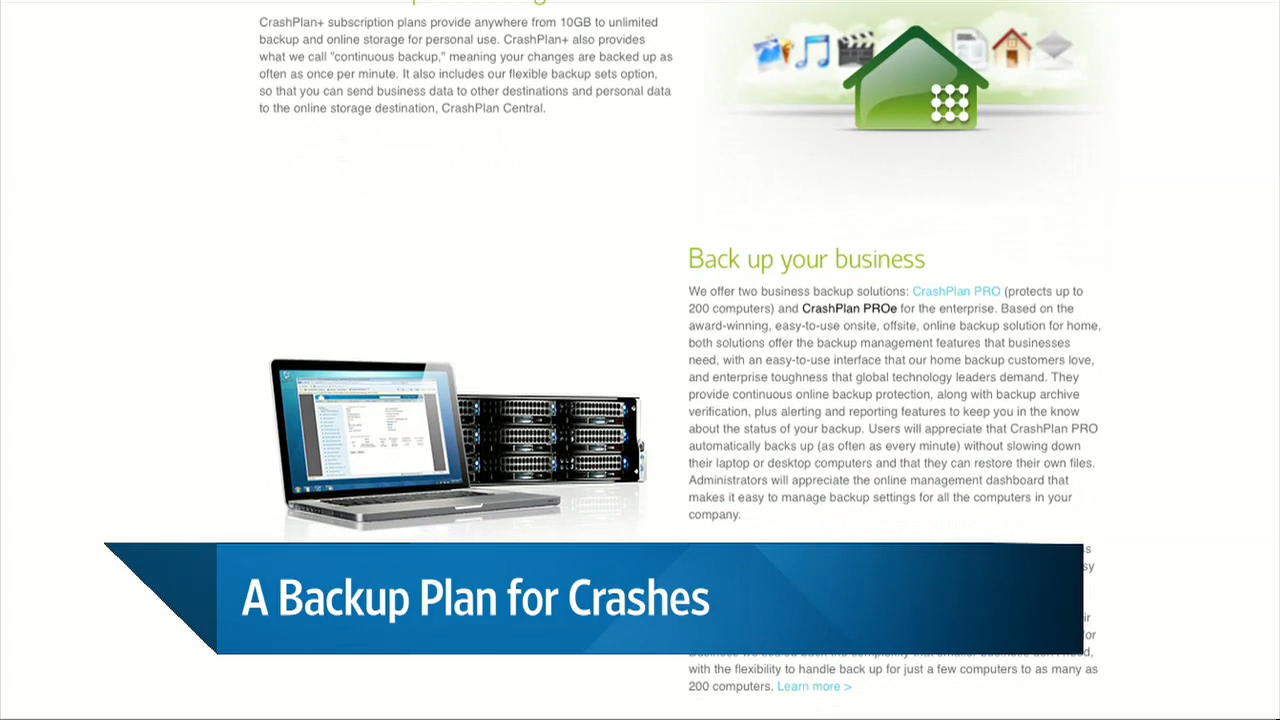 CrashPlan+ subscription plans provide anywhere from 10GB to unlimited
backup and online storage for personal use. CrashPlan+ also provides
what we call "continuous backup," meaning your changes are backed up as
often as once per minute. It also includes our flexible backup sets option,
so that you can send business data to other destinations and personal data
to the online storage destination, CrashPlan Central.
Back up your business
We offer two business backup solutions: CrashPlan PRO (protects up to
200 computers) and CrashPlan PROe for the enterprise. Based on the
award-winning, easy-to-use onsite, offsite, online backup solution for home,
both solutions offer the backup management features that businesses
need, with an easy-to-use interface that our home backup customers love,
and enterprise toughness that global technology leaders demand. They
provide continuous online backup protection, along with backup archive
verification, plus alerting and reporting features to keep you in the know
about the status of your backup. Users will appreciate that CrashPlan PRO
automatically backs up (as often as every minute) without slowing down
their laptop or desktop computers and that they can restore their own files.
Administrators will appreciate the online management dashboard that
makes it easy to manage backup settings for all the computers in your
company.
A Backup Plan for Crashes
with the flexibility to handle back up for just a few computers to as many as
200 computers. Learn more >